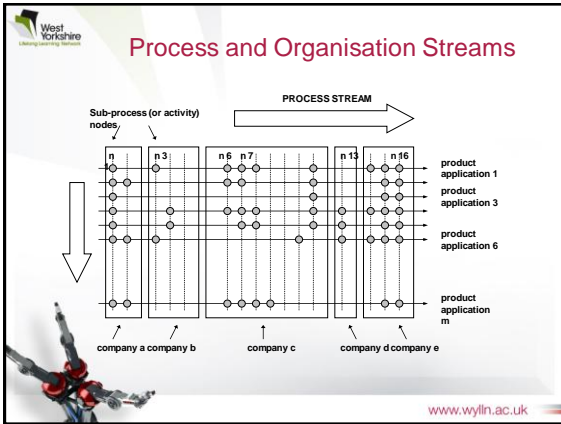 West
Yorkshire
Lifelong Learning Network
Process and Organisation Streams
PROCESS STREAM
Sub-process (or activity)
nodes
n
1
n 3
n 6
n 7
n 13
n 16
product
application 1
product
application 3
product
application 6
product
application
m
company a
company b
company c
company d
company e
www.wylln.ac.uk